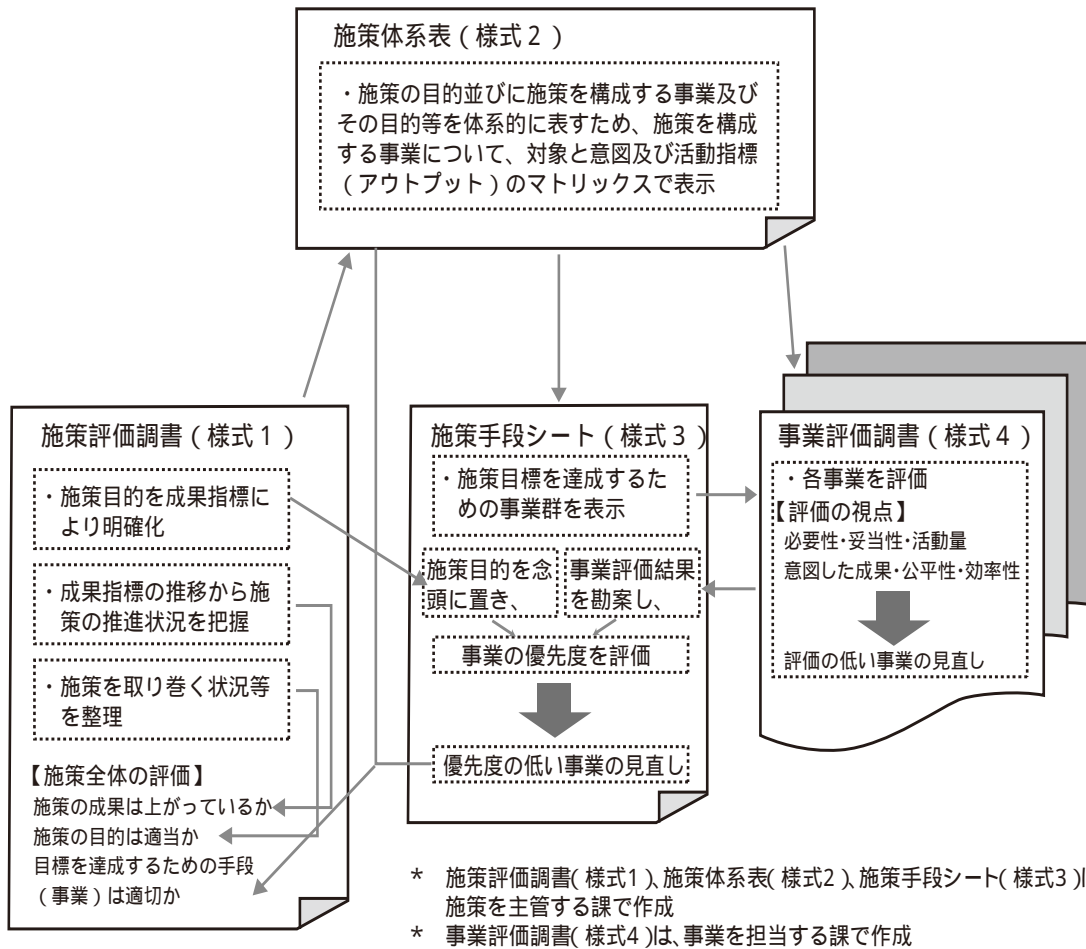 施策体系表（様式２）
・施策の目的並びに施策を構成する事業及び
その目的等を体系的に表すため、施策を構成
する事業について、対象と意図及び活動指標
（アウトプット）のマトリックスで表示
施策評価調書（様式１）
・施策目的を成果指標に
より明確化
・成果指標の推移から施
策の推進状況を把握
・施策を取り巻く状況等
を整理
【施策全体の評価】
施策の成果は上がっているか
施策の目的は適当か
目標を達成するための手段
（事業）は適切か
施策手段シート（様式３）
・施策目標を達成するた
めの事業群を表示
施策目的を念
頭に置き、
事業評価結果
を勘案し、
事業の優先度を評価
優先度の低い事業の見直し
事業評価調書（様式４）
・各事業を評価
【評価の視点】
必要性・妥当性・活動量
意図した成果・公平性・効率性
評価の低い事業の見直し
* 施策評価調書(様式1)、施策体系表(様式2)、施策手段シート(様式3)
施策を主管する課で作成
* 事業評価調書(様式4)は、事業を担当する課で作成